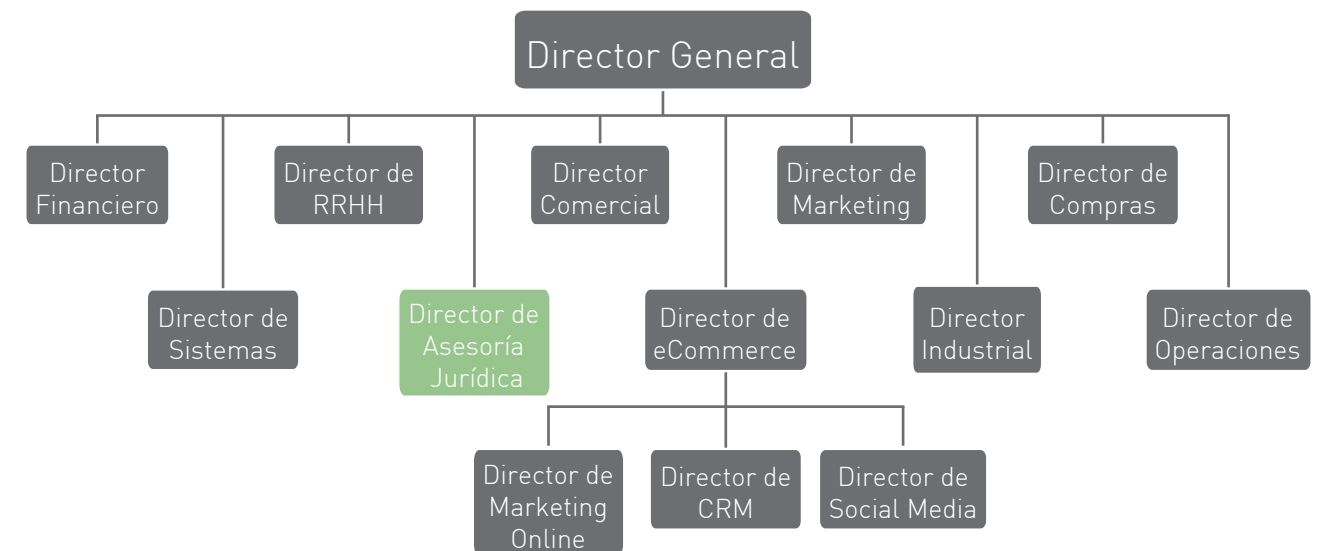 Director General
Director
Financiero
Director de
RRHH
Director
Comercial
Director de
Marketing
Director de
Compras
Director de
Sistemas
Director de
Asesoría
Jurídica
Director de
eCommerce
Director
Industrial
Director de
Operaciones
Director de
Marketing
Online
Director de
CRM
Director de
Social Media